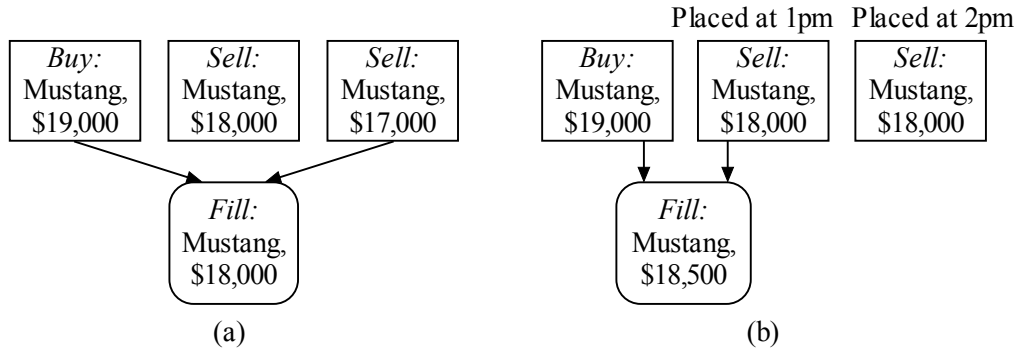 Placed at 1pm Placed at 2pm
Buy:
Mustang,
$19,000
Sell:
Mustang,
$18,000
Sell:
Mustang,
$17,000
Buy:
Mustang,
$19,000
Sell:
Mustang,
$18,000
Sell:
Mustang,
$18,000
Fill:
Mustang,
$18,000
Fill:
Mustang,
$18,500
(a)
(b)